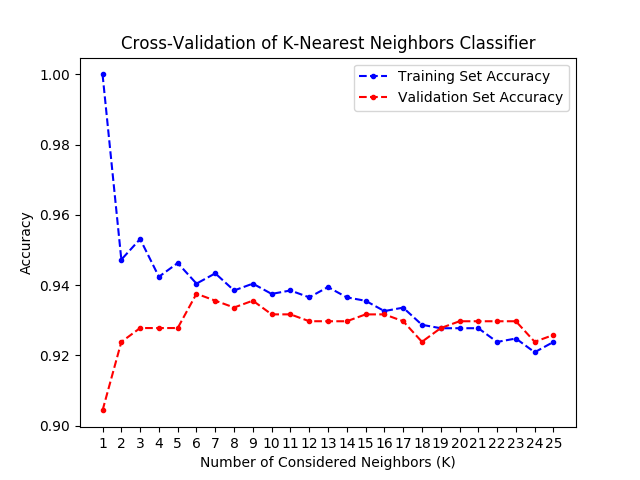 Cross-Validation of K-Nearest Neighbors Classifier
Training Set Accuracy
Validation Set Accuracy
1.00
0.98
0.96
0.94
0.92
0.90
Accuracy
1 2 3 4 5 6 7 8 9 10 11 12 13 14 15 16 17 18 19 20 21 22 23 24 25
Number of Considered Neighbors (K)